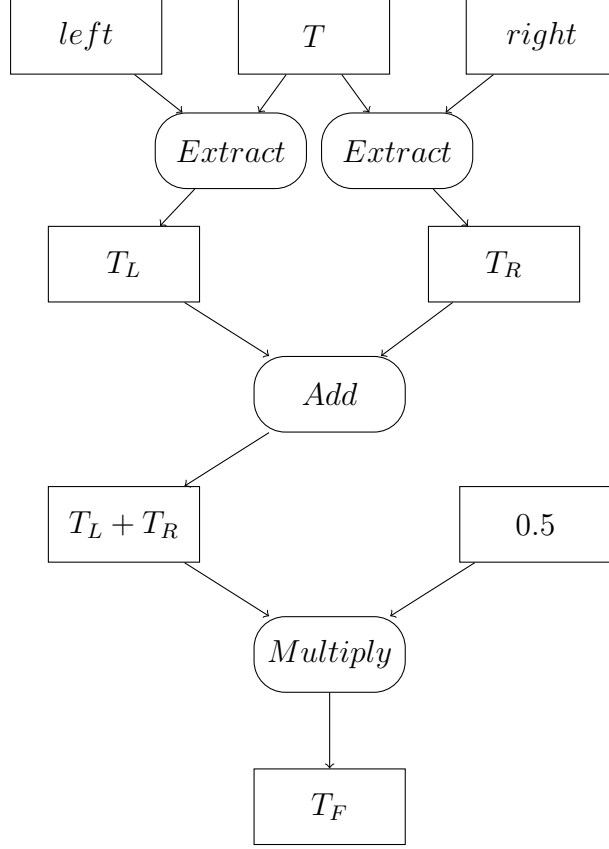 left
T
right
Extract
Extract
T_L
T_R
Add
T_L + T_R
0.5
Multiply
T_F